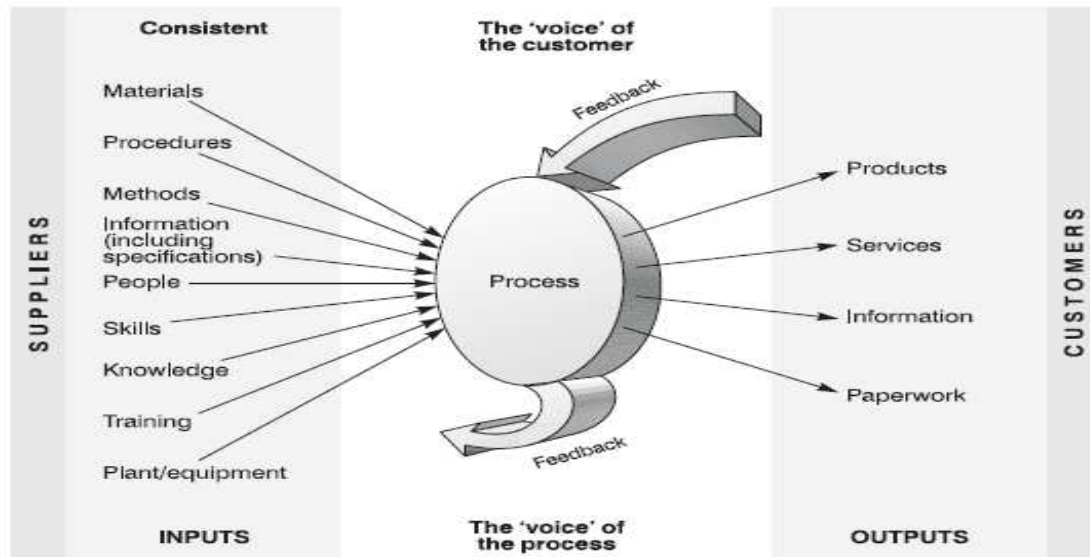 SUPPLIERS
Consistent
Materials
Procedures
Methods
Information
(including
specifications)
People
Skills
Knowledge
Training
Plant/equipment
INPUTS
The 'voice' of
the customer
Feedback
Process
Feedback
The 'voice' of
the process
Products
Services
Information
Paperwork
OUTPUTS
CUSTOMERS